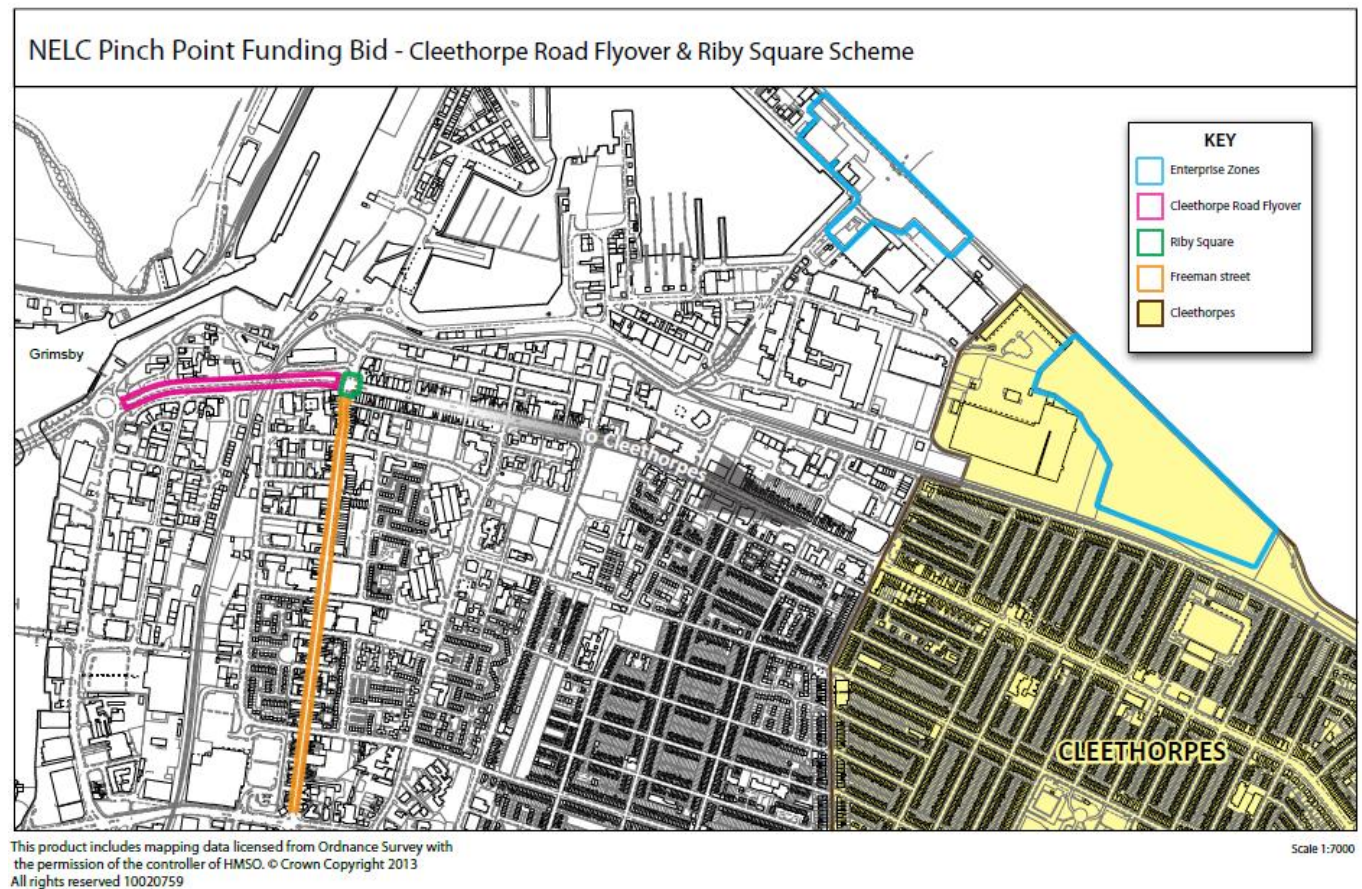 NELC Pinch Point Funding Bid - Cleethorpe Road Flyover & Riby Square Scheme
KEY
Enterprise Zones
Cleethorpe Road Flyover
Riby Square
Freeman street
Cleethorpes
Grimsby
To Cleethorpes
CLEETHORPES
This product includes mapping data licensed from Ordnance Survey with
the permission of the controller of HMSO. © Crown Copyright 2013
All rights reserved 10020759
Scale 1:7000